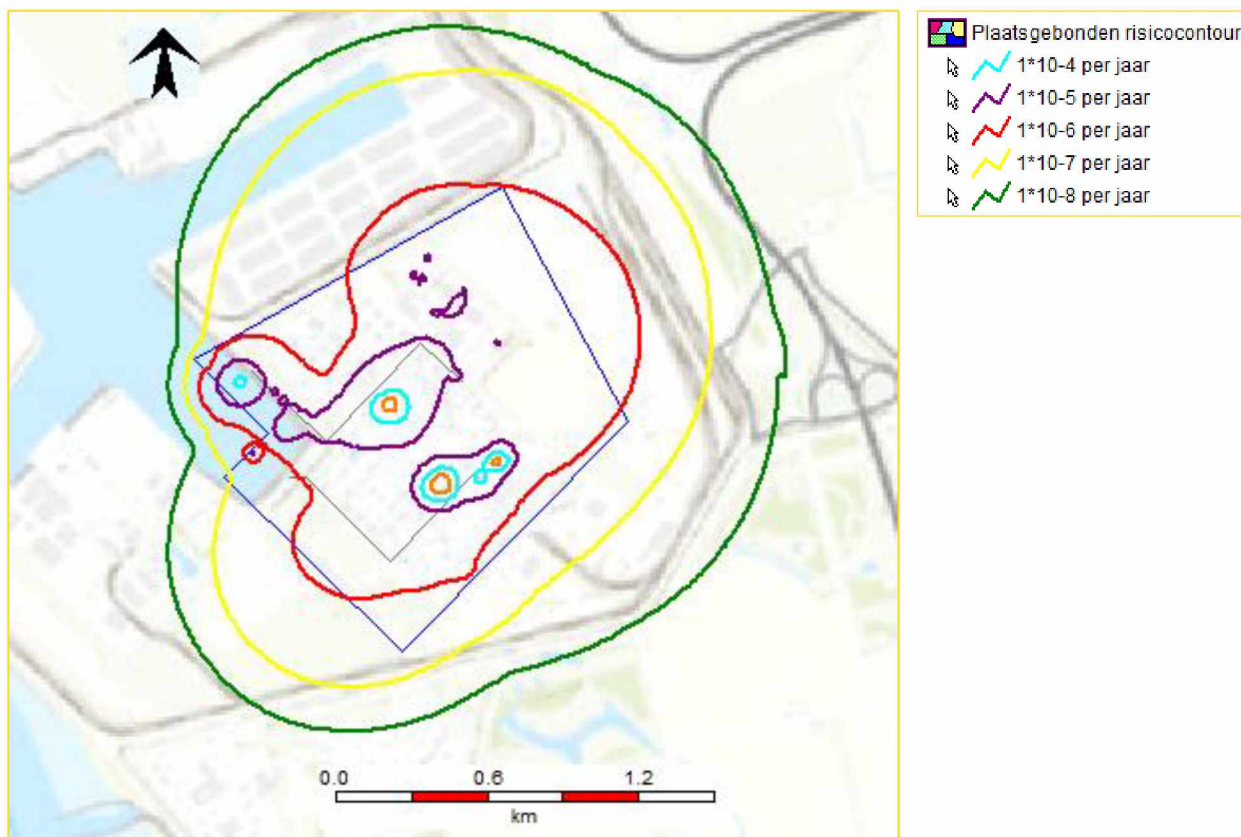 Plaatsgebonden risicocontour
1*10-4 per jaar
1*10-5 per jaar
1*10-6 per jaar
1*10-7 per jaar
1*10-8 per jaar
0.0 0.6 1.2
km